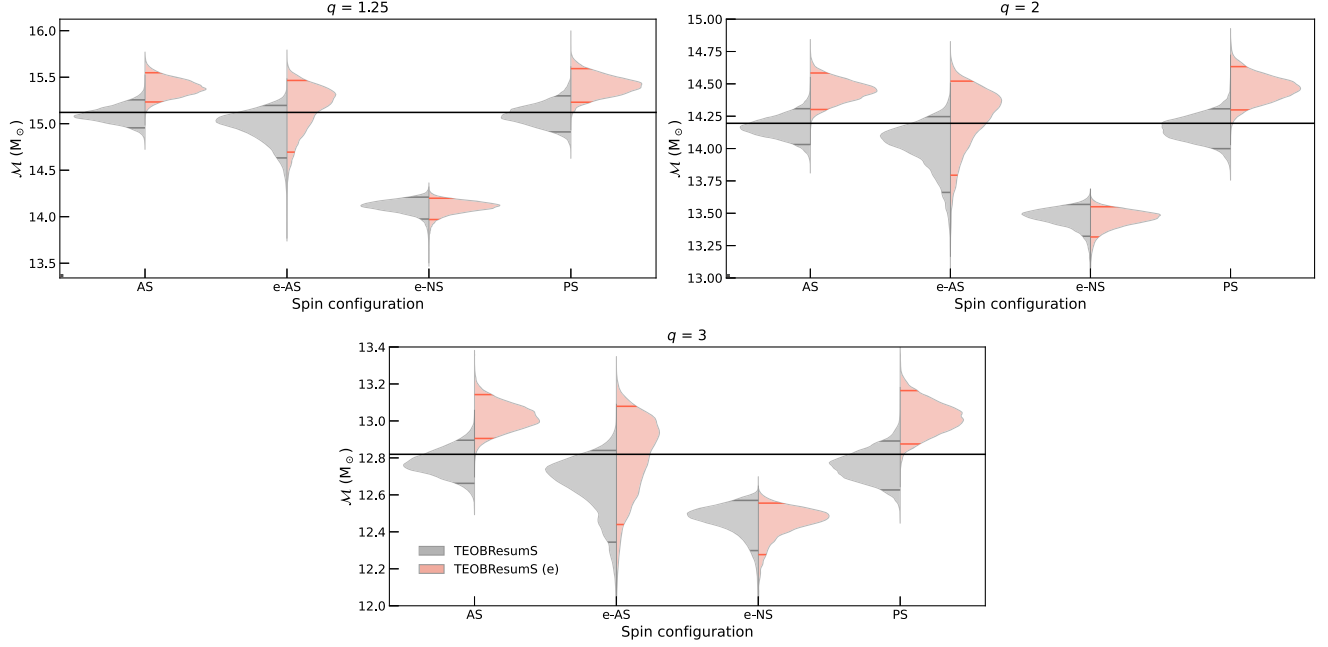 q = 1.25
16.0
15.5
15.0
14.5
14.0
13.5
ℳ (M⊙)
AS
e-AS
e-NS
PS
Spin configuration
q = 2
15.00
14.75
14.50
14.25
14.00
13.75
13.50
13.25
13.00
ℳ (M⊙)
AS
e-AS
e-NS
PS
Spin configuration
q = 3
13.4
13.2
13.0
12.8
12.6
12.4
12.2
12.0
ℳ (M⊙)
TEOBResumS
TEOBResumS (e)
AS
e-AS
e-NS
PS
Spin configuration